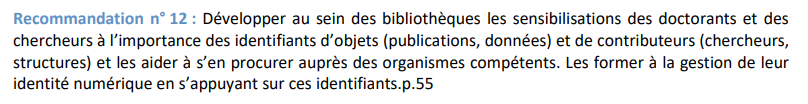 Recommandation n° 12 : Développer au sein des bibliothèques les sensibilisations des doctorants et des
chercheurs à l’importance des identifiants d’objets (publications, données) et de contributeurs (chercheurs,
structures) et les aider à s’en procurer auprès des organismes compétents. Les former à la gestion de leur
identité numérique en s’appuyant sur ces identifiants.p.55